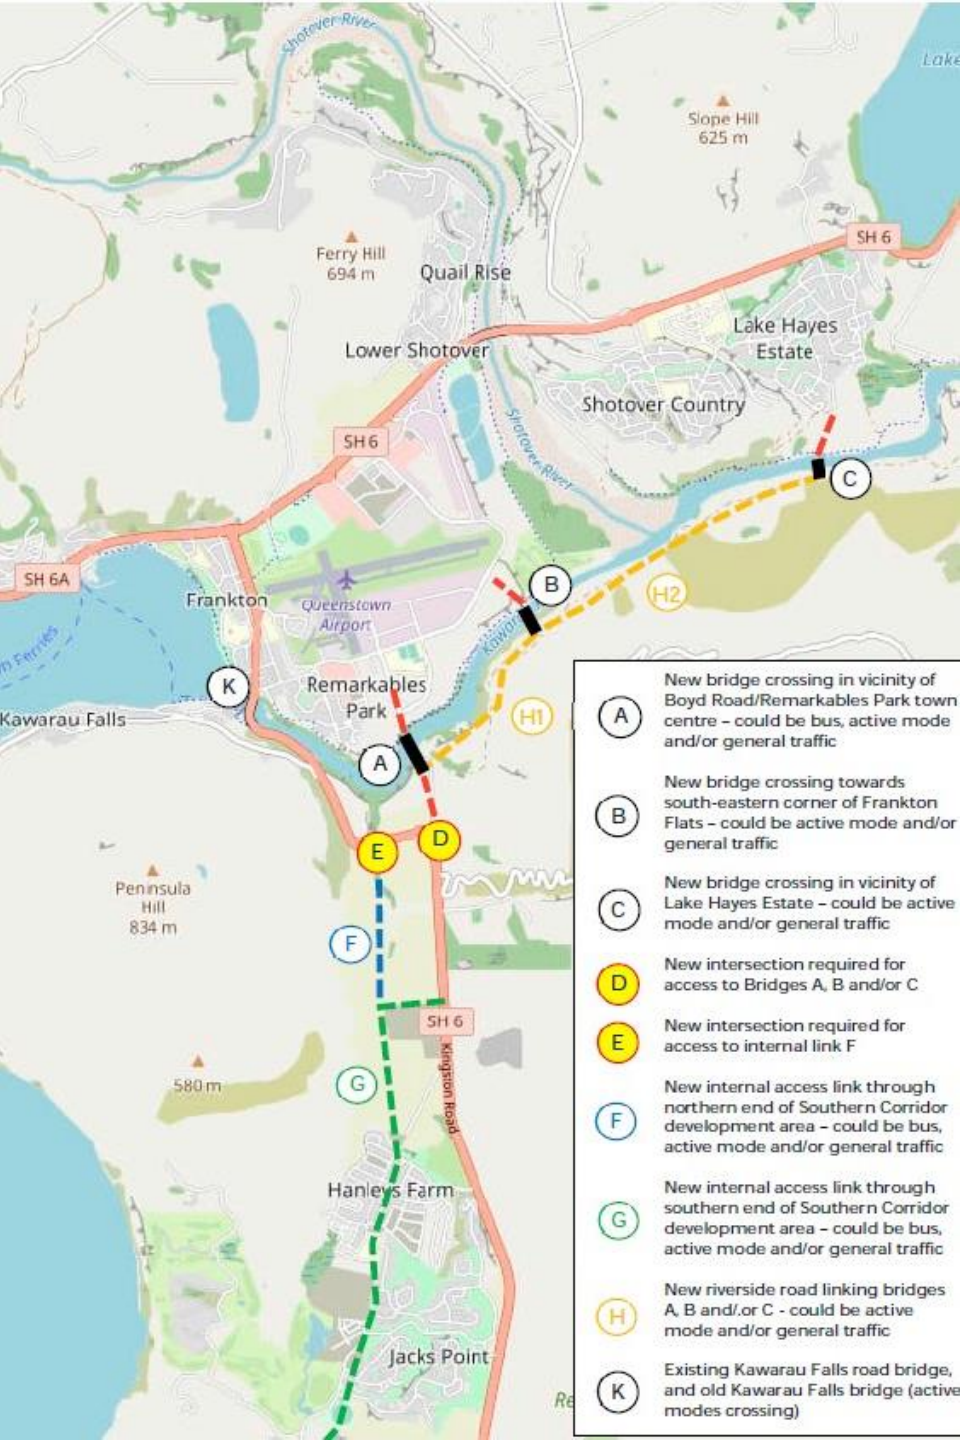 Shotover River
Lake
Slope Hill
625 m
SH 6
Ferry Hill
694 m
Quail Rise
Lake Hayes
Estate
Lower Shotover
Shotover Country
SH 6
Shotover River
C
SH 6A
B
H2
Frankton
Queenstown
Airport
Ferries
K
Remarkables
Park
H1
Kawarau Falls
A
E
D
Peninsula
Hill
834 m
F
SH 6
Kingston Road
580 m
G
Hanleys Farm
Jacks Point
Re
A
New bridge crossing in vicinity of
Boyd Road/Remarkables Park town
centre – could be bus, active mode
and/or general traffic
B
New bridge crossing towards
south-eastern corner of Frankton
Flats – could be active mode and/or
general traffic
C
New bridge crossing in vicinity of
Lake Hayes Estate – could be active
mode and/or general traffic
D
New intersection required for
access to Bridges A, B and/or C
E
New intersection required for
access to internal link F
F
New internal access link through
northern end of Southern Corridor
development area – could be bus,
active mode and/or general traffic
G
New internal access link through
southern end of Southern Corridor
development area – could be bus,
active mode and/or general traffic
H
New riverside road linking bridges
A, B and/.or C - could be active
mode and/or general traffic
K
Existing Kawarau Falls road bridge,
and old Kawarau Falls bridge (active
modes crossing)